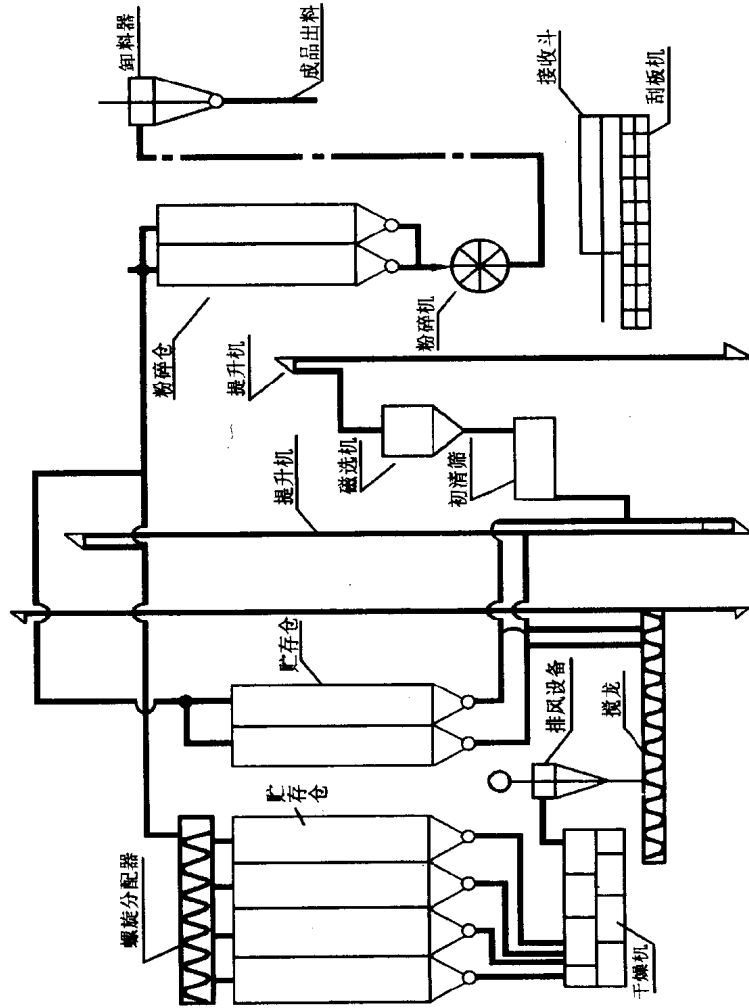 卸料器
成品出料
接收斗
刮板机
粉碎仓
粉碎机
提升机
磁选机
初清筛
提升机
贮存仓
排风设备
搅龙
贮存仓
螺旋分配器
干燥机